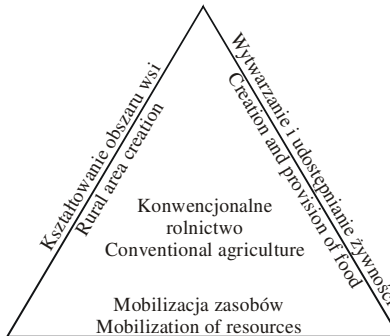 Kształtowanie obszaru wsi
Rural area creation
Wytwarzanie i udostępnianie żywności
Creation and provision of food
Konwencjonalne
rolnictwo
Conventional agriculture
Mobilizacja zasobów
Mobilization of resources